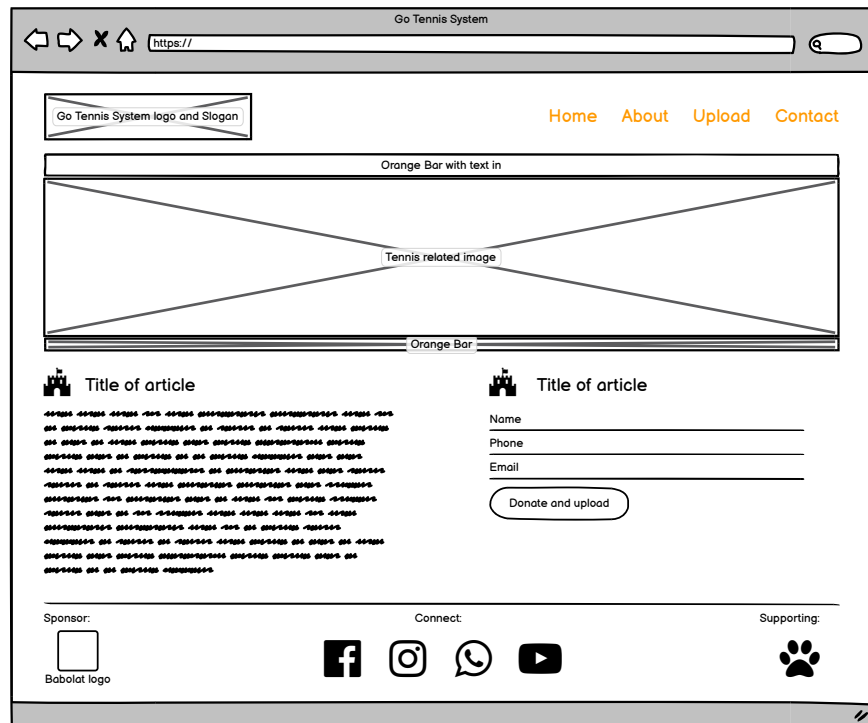 Go Tennis System
https://
Go Tennis System logo and Slogan
Home About Upload Contact
Orange Bar with text in
Tennis related image
Orange Bar
Title of article
Title of article
Name
Phone
Email
Donate and upload
Sponsor:
Babolat logo
Connect:
Supporting: